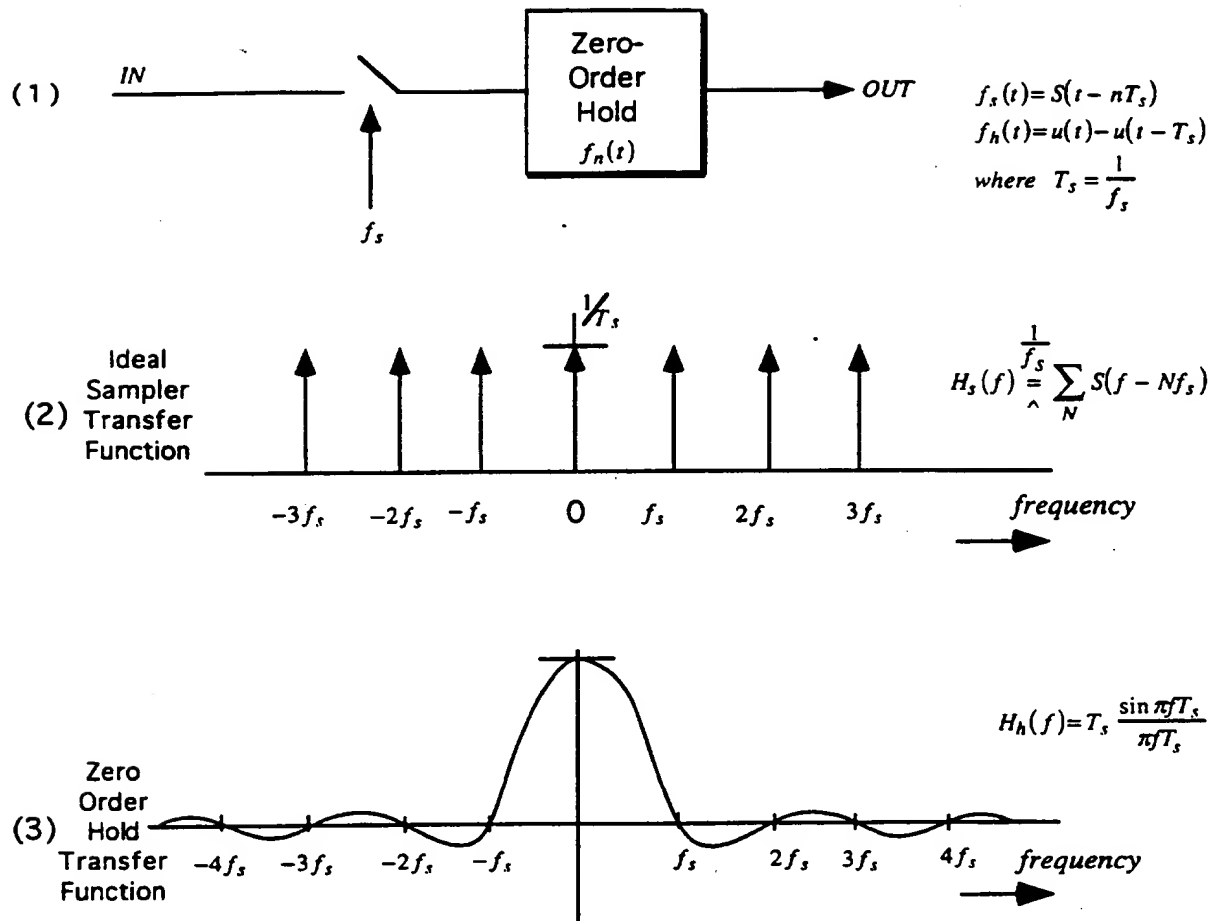 (1)
IN
f_s
Zero-
Order
Hold
f_n(t)
OUT
f_s(t)=S(t-nT_s)
f_h(t)=u(t)-u(t-T_s)
where T_s=1/f_s
(2)
Ideal
Sampler
Transfer
Function
1/T_s
-3f_s -2f_s -f_s 0 f_s 2f_s 3f_s
frequency
H_s(f) = 1/f_s ^ ∑_N S(f-Nf_s)
(3)
Zero
Order
Hold
Transfer
Function
-4f_s -3f_s -2f_s -f_s f_s 2f_s 3f_s 4f_s
frequency
H_h(f)=T_s sin πfT_s/πfT_s